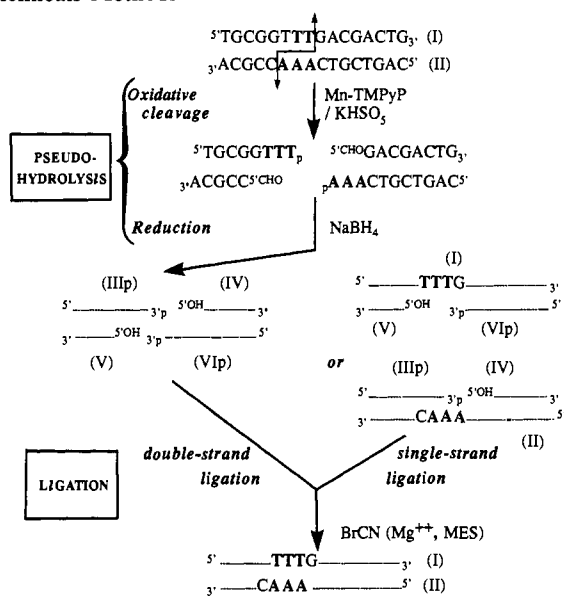 5'TGCGGTTTGACGACTG3, (I)
3,ACGCCAAACTGCTGAC5' (II)
Oxidative cleavage
Mn-TMPyP / KHSO5
PSEUDO-HYDROLYSIS
5'TGCGGTTTp 5'CHOGACGACTG3,
3,ACGCC5'CHO pAAACTGCTGAC5'
Reduction
NaBH4
(IIIp) (IV)
5' 3'p 5'OH 3,
3' 5'OH 3'p 5'
(V) (VIp)
(I)
5' TTTG 3'
3' 5'OH 3'p 5'
(V) (VIp)
or
(IIIp) (IV)
5' 3'p 5'OH 3'
3' CAAA 5
(II)
double-strand ligation
single-strand ligation
LIGATION
BrCN (Mg++, MES)
5' TTTG 3' (I)
3' CAAA 5' (II)